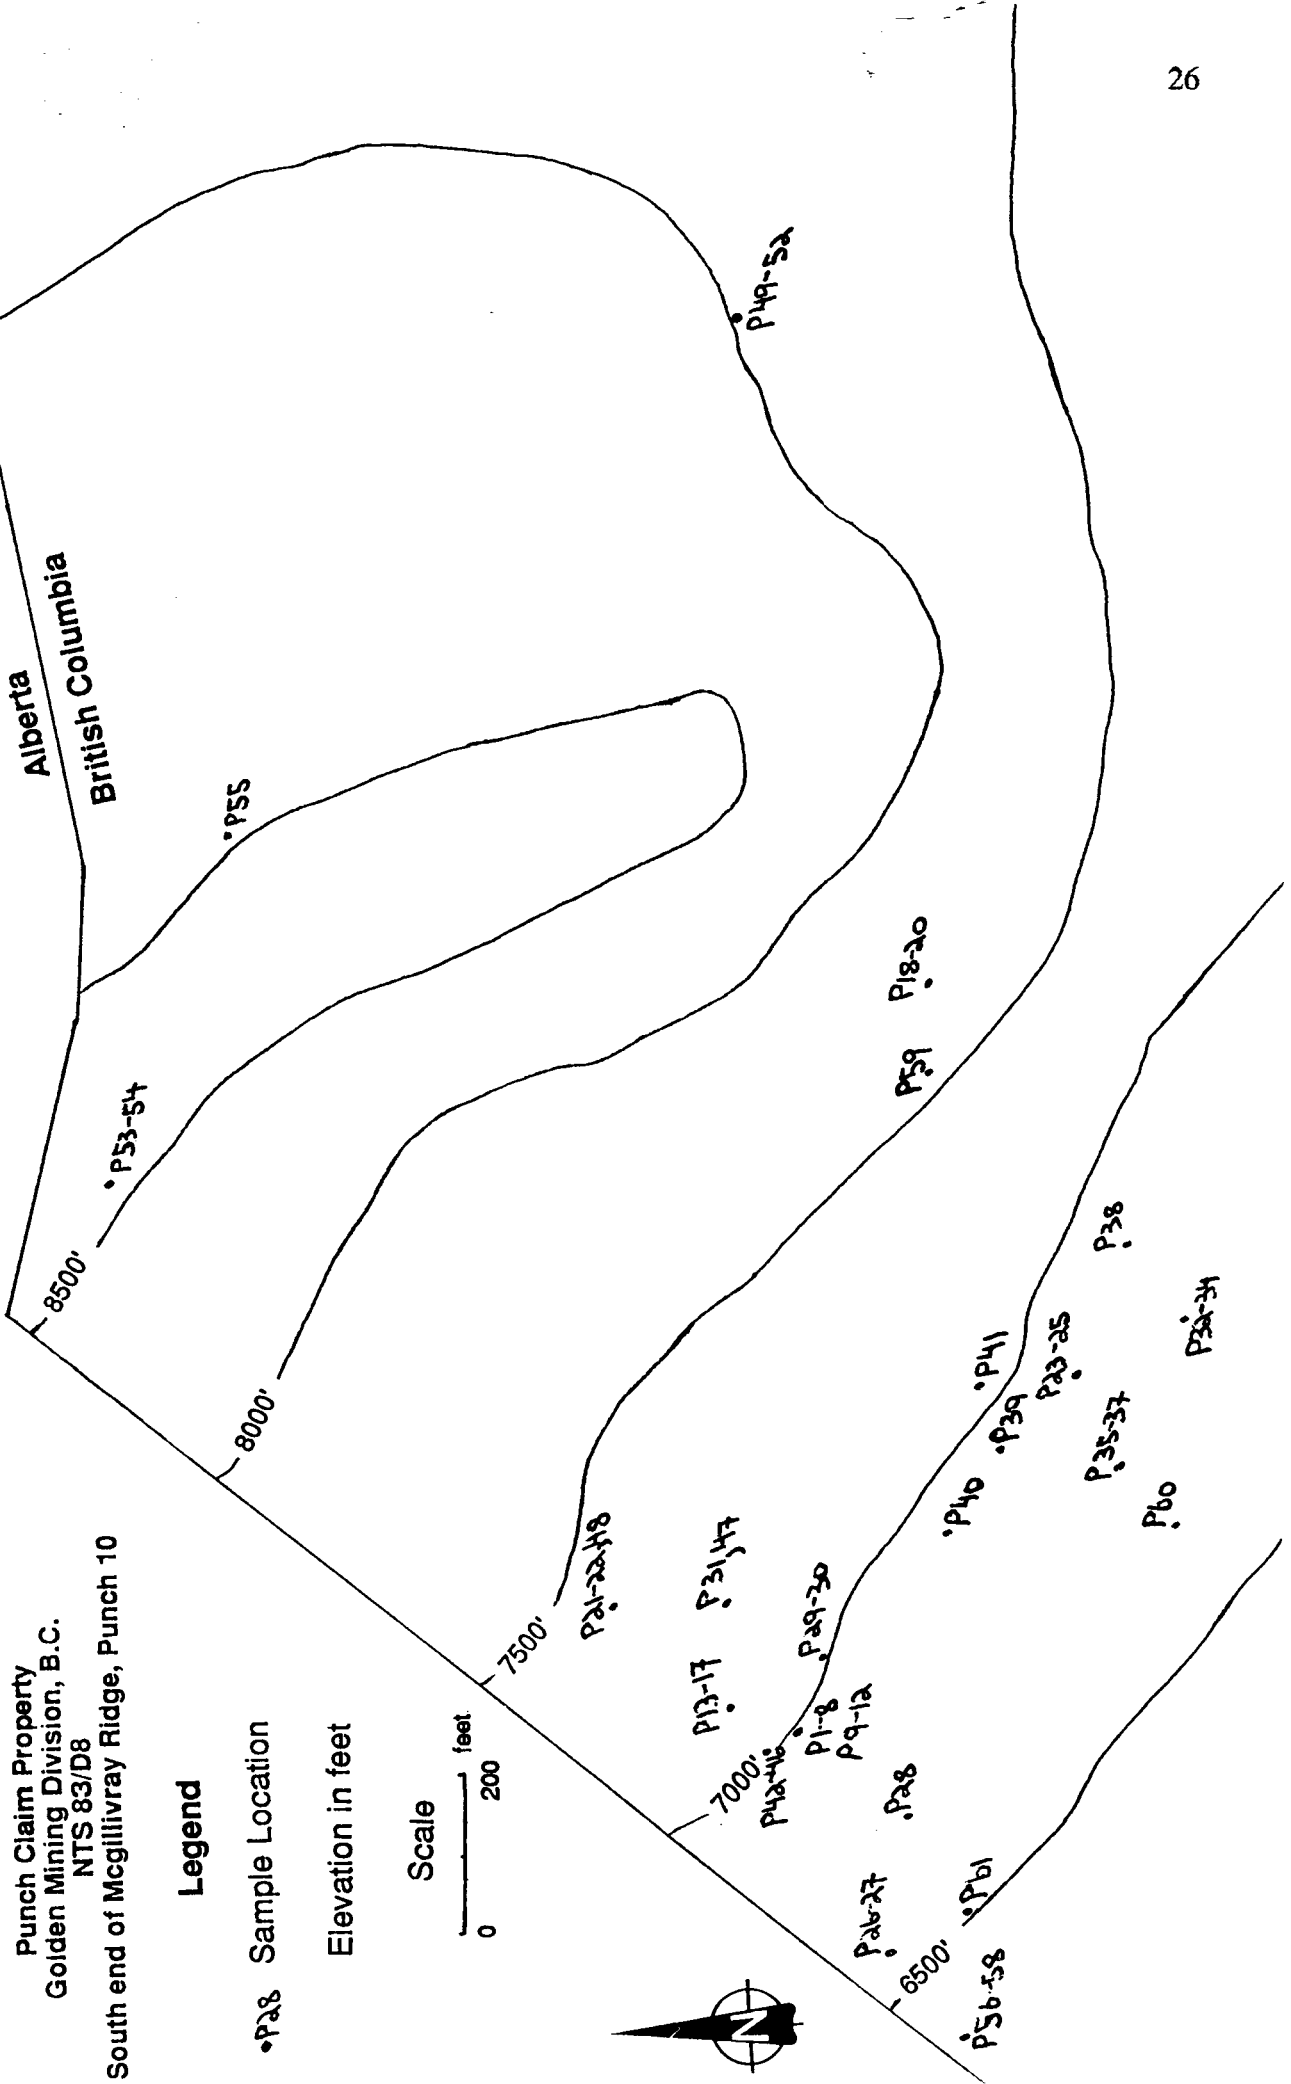 26
Punch Claim Property
Golden Mining Division, B.C.
NTS 83/D8
South end of Mcgillivray Ridge, Punch 10
Legend
•P28 Sample Location
Elevation in feet
Scale
0 200 feet
N
Alberta
British Columbia
8500'
8000'
7500'
7000'
6500'
P53-54
P55
P49-52
P18-20
P59
P21-22,48
P31,47
P13-17
P29-30
P1-8
P9-12
P42-46
P28
P26-27
P61
P56-58
P40
P39
P41
P23-25
P38
P32-34
P35-37
P60